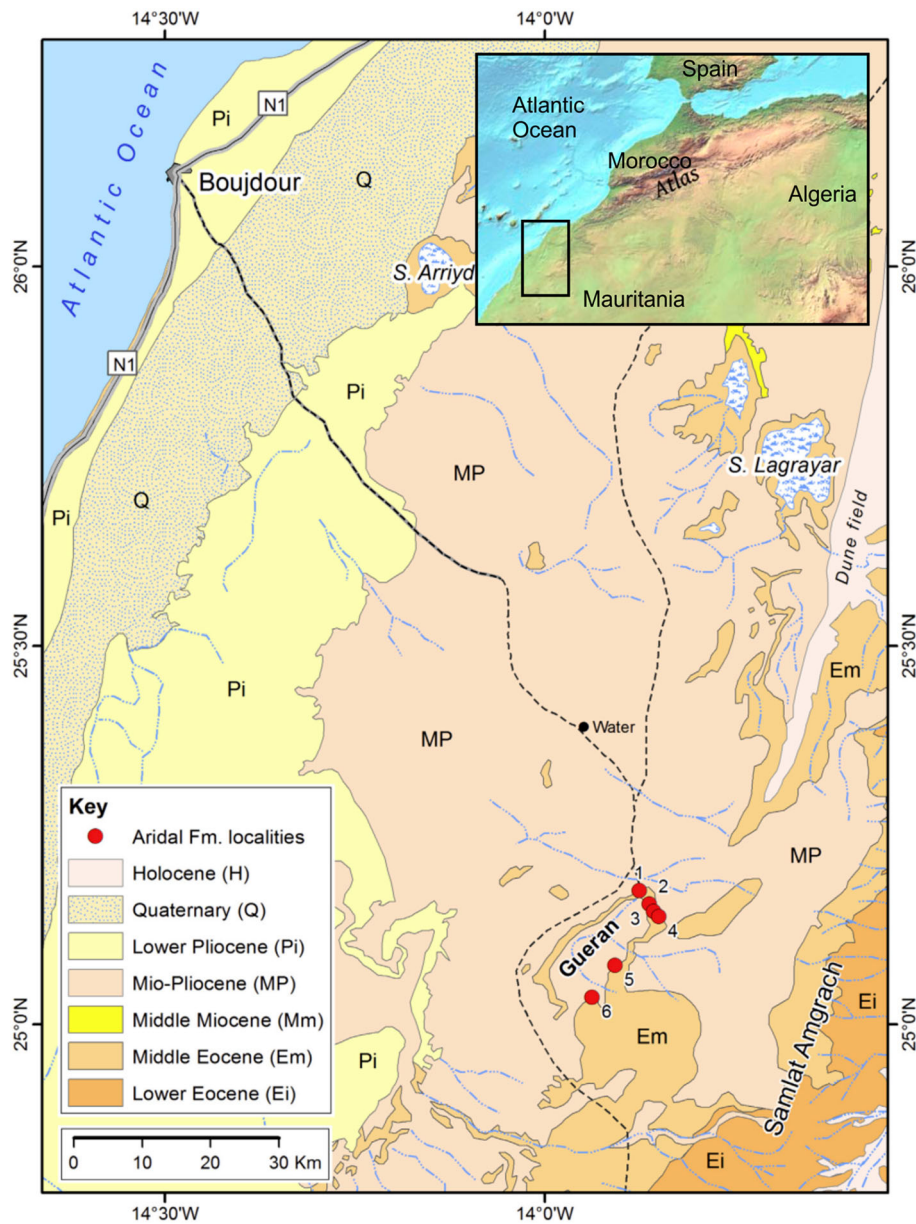 14°30'W
14°0'W
Spain
Atlantic
Ocean
Morocco
Atlas
Algeria
Mauritania
Pi
N1
Atlantic Ocean
Boujdour
Q
S. Arriyd
26°0'N
26°0'N
N1
Pi
MP
S. Lagrayar
Q
Pi
Dune field
25°30'N
25°30'N
Pi
Em
Water
MP
MP
Key
Aridal Fm. localities
Holocene (H)
Quaternary (Q)
Lower Pliocene (Pi)
Mio-Pliocene (MP)
Middle Miocene (Mm)
Middle Eocene (Em)
Lower Eocene (Ei)
0 10 20 30 Km
1
2
3
4
Gueran
5
6
Ei
25°0'N
25°0'N
Pi
Em
Samlat Amgrach
Ei
14°30'W
14°0'W